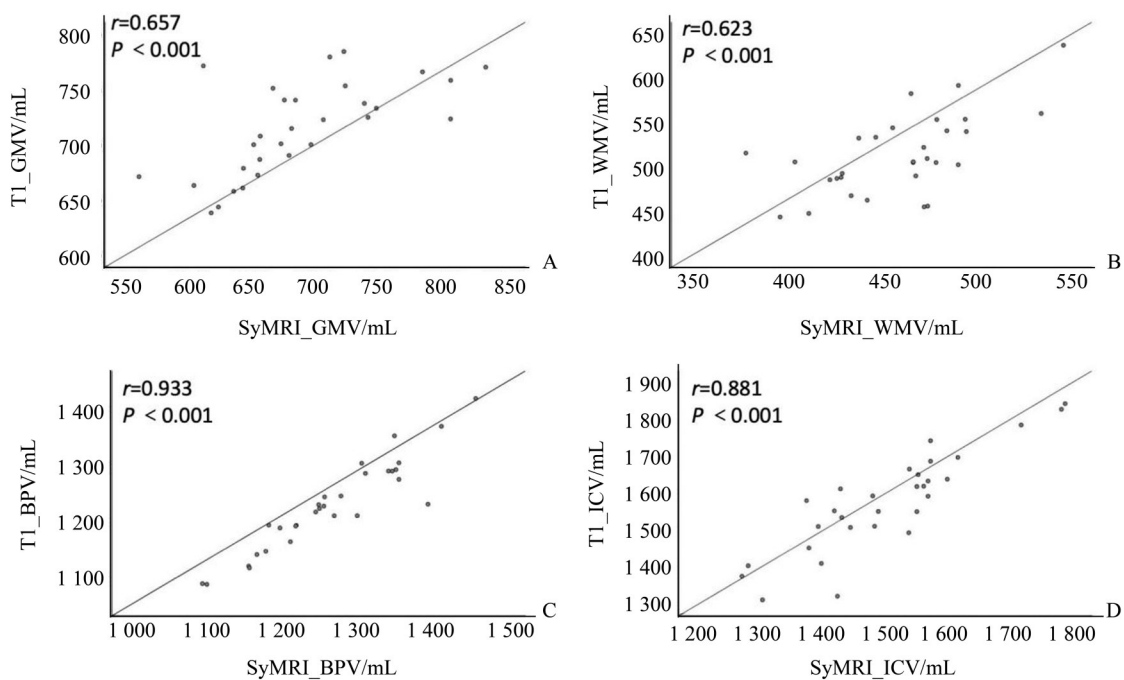 r=0.657
P < 0.001
800
750
700
650
600
T1_GMV/mL
550 600 650 700 750 800 850
SyMRI_GMV/mL
A
r=0.623
P < 0.001
650
600
550
500
450
400
T1_WMV/mL
350 400 450 500 550
SyMRI_WMV/mL
B
r=0.933
P < 0.001
1 400
1 300
1 200
1 100
T1_BPV/mL
1 000 1 100 1 200 1 300 1 400 1 500
SyMRI_BPV/mL
C
r=0.881
P < 0.001
1 900
1 800
1 700
1 600
1 500
1 400
1 300
T1_ICV/mL
1 200 1 300 1 400 1 500 1 600 1 700 1 800
SyMRI_ICV/mL
D